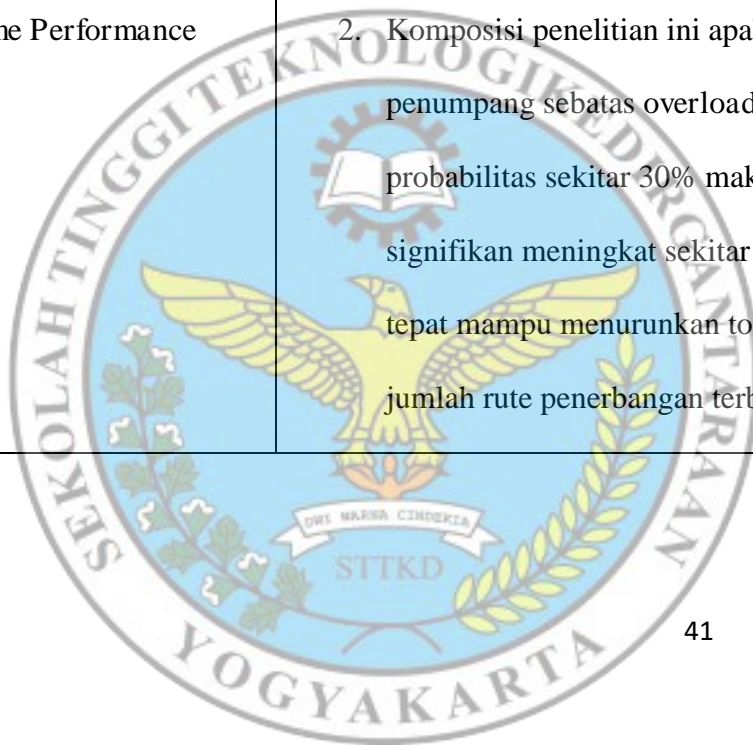 ne Performance
2. Komposisi penelitian ini apa
penumpang sebatas overload
probabilitas sekitar 30% mak
signifikan meningkat sekitar
tepat mampu menurunkan to
jumlah rute penerbangan terb
SEKOLAH TINGGI TEKNOLOGI KEDIRGANTARAAN
DWI WARNA CENDEKIA
STTKD
YOGYAKARTA
41